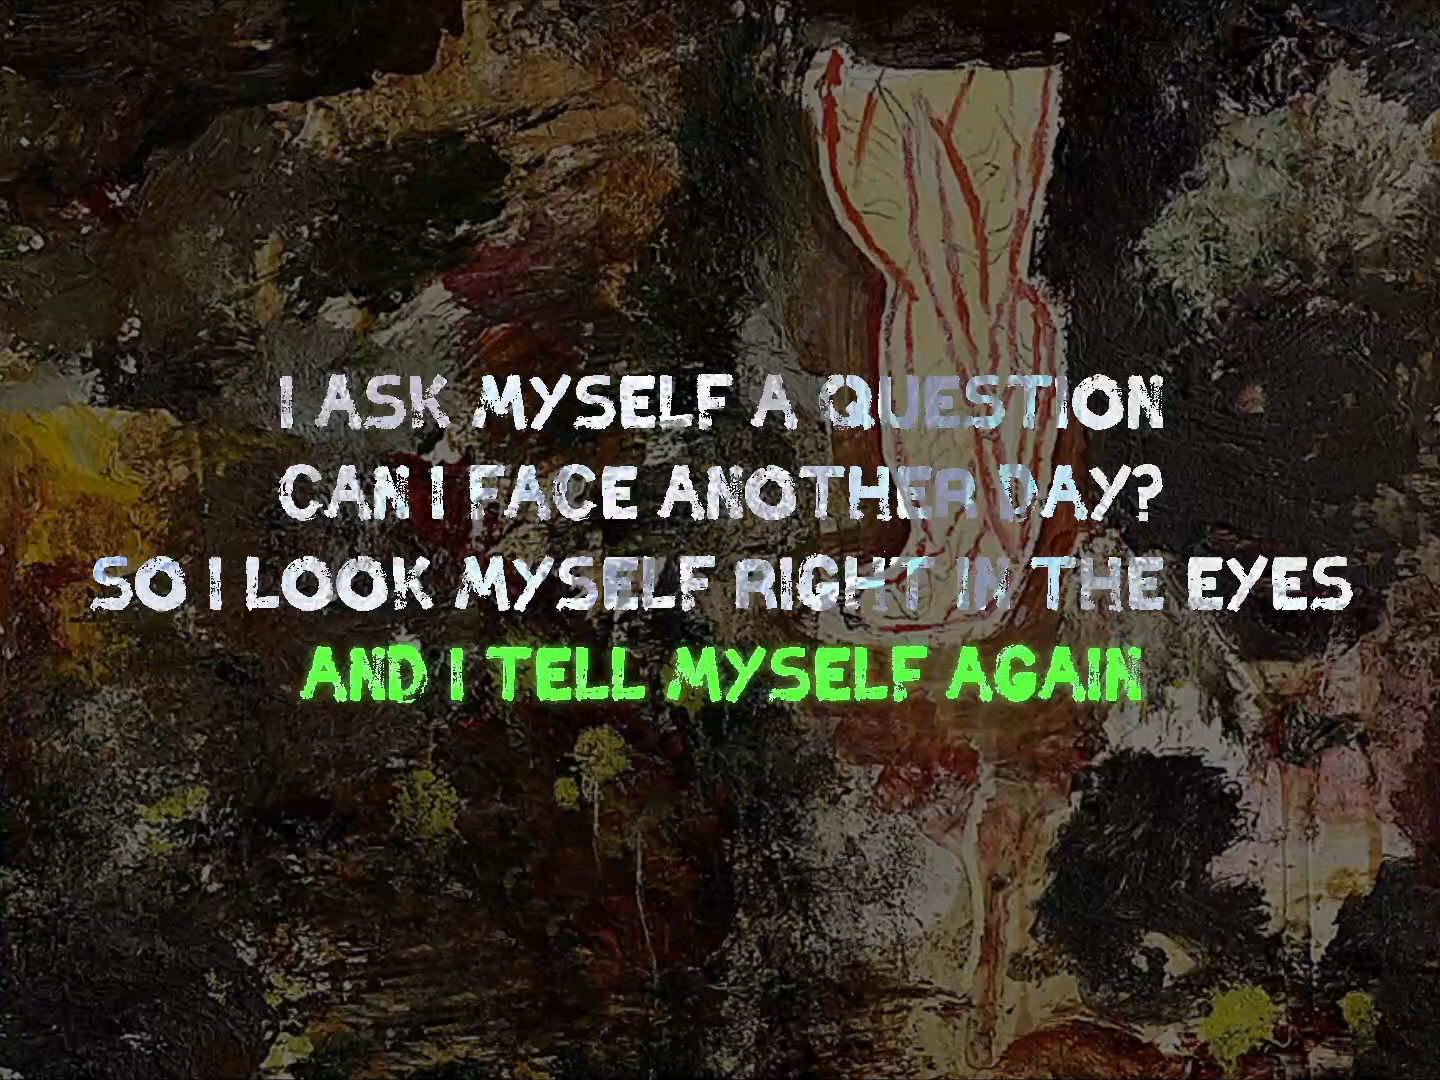 I ASK MYSELF A QUESTION
CAN I FACE ANOTHER DAY?
SO I LOOK MYSELF RIGHT IN THE EYES
AND I TELL MYSELF AGAIN